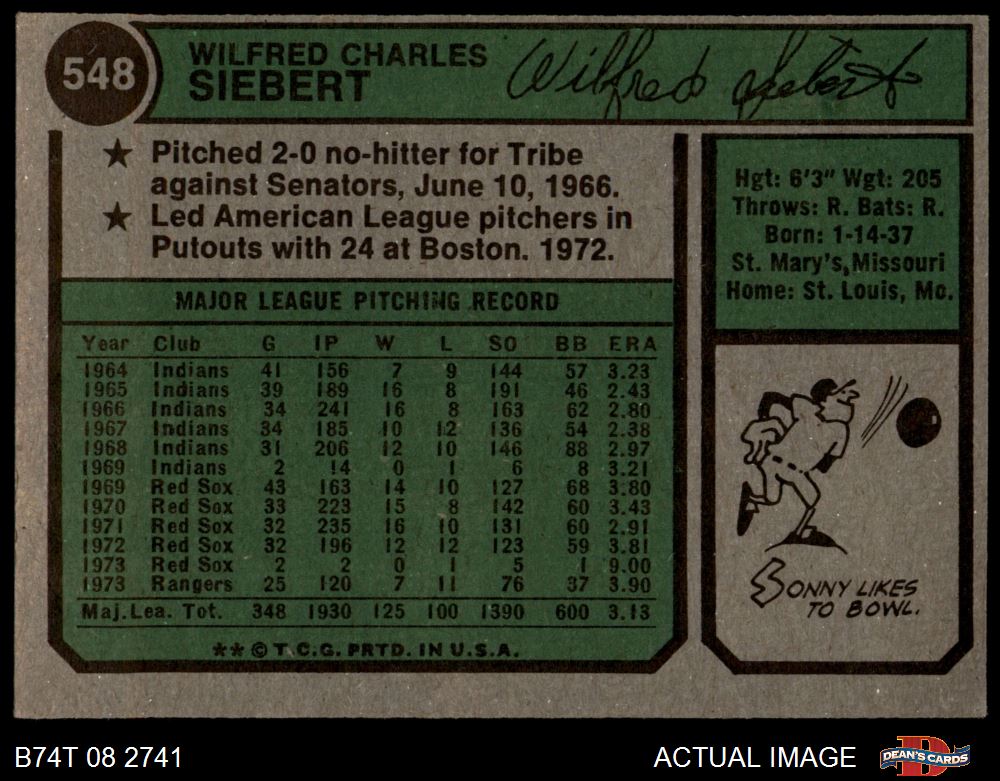 548
WILFRED CHARLES
SIEBERT
Wilfred Siebert
★ Pitched 2-0 no-hitter for Tribe
against Senators, June 10, 1966.
★ Led American League pitchers in
Putouts with 24 at Boston. 1972.
MAJOR LEAGUE PITCHING RECORD
Year Club G IP W L SO BB ERA
1964 Indians 41 156 7 9 144 57 3.23
1965 Indians 39 189 16 8 191 46 2.43
1966 Indians 34 241 16 8 163 62 2.80
1967 Indians 34 185 10 12 136 54 2.38
1968 Indians 31 206 12 10 146 88 2.97
1969 Indians 2 14 0 1 6 8 3.21
1969 Red Sox 43 163 14 10 127 68 3.80
1970 Red Sox 33 223 15 8 142 60 3.43
1971 Red Sox 32 235 16 10 131 60 2.91
1972 Red Sox 32 196 12 12 123 59 3.81
1973 Red Sox 2 2 0 1 5 1 9.00
1973 Rangers 25 120 7 11 76 37 3.90
Maj.Lea. Tot. 348 1930 125 100 1390 600 3.13
** © T.C.G. PRTD. IN U.S.A.
Hgt: 6'3" Wgt: 205
Throws: R. Bats: R.
Born: 1-14-37
St. Mary's, Missouri
Home: St. Louis, Mo.
SONNY LIKES
TO BOWL.
B74T 08 2741
ACTUAL IMAGE
DEAN'S CARDS